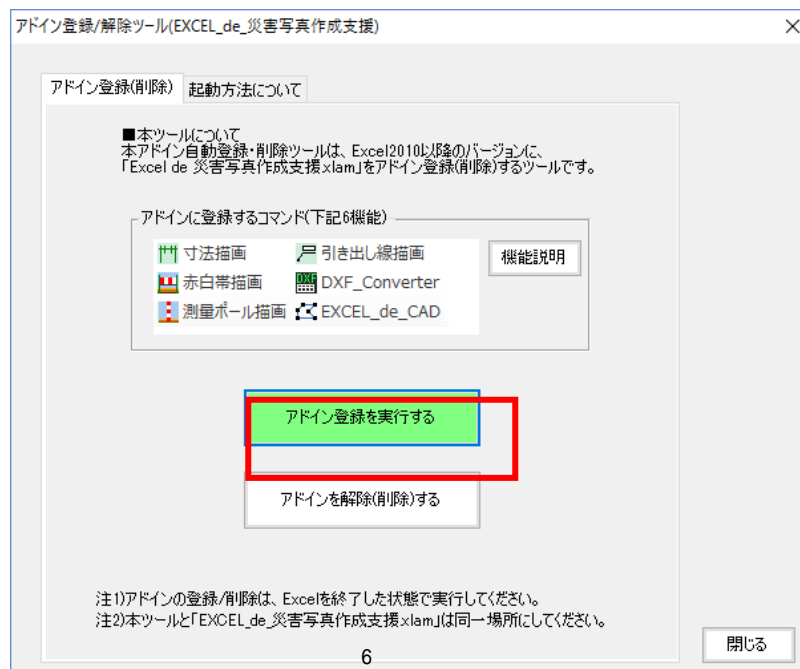 アドイン登録/解除ツール(EXCEL_de_災害写真作成支援)
アドイン登録(削除)
起動方法について
■本ツールについて
本アドイン自動登録・削除ツールは、Excel2010以降のバージョンに、
「Excel de 災害写真作成支援.xlam」をアドイン登録(削除)するツールです。
アドインに登録するコマンド(下記6機能)
寸法描画
引き出し線描画
機能説明
赤白帯描画
DXF_Converter
測量ポール描画
EXCEL_de_CAD
アドイン登録を実行する
アドインを解除(削除)する
注1)アドインの登録/削除は、Excelを終了した状態で実行してください。
注2)本ツールと「EXCEL_de_災害写真作成支援.xlam」は同一場所にしてください。
閉じる
6